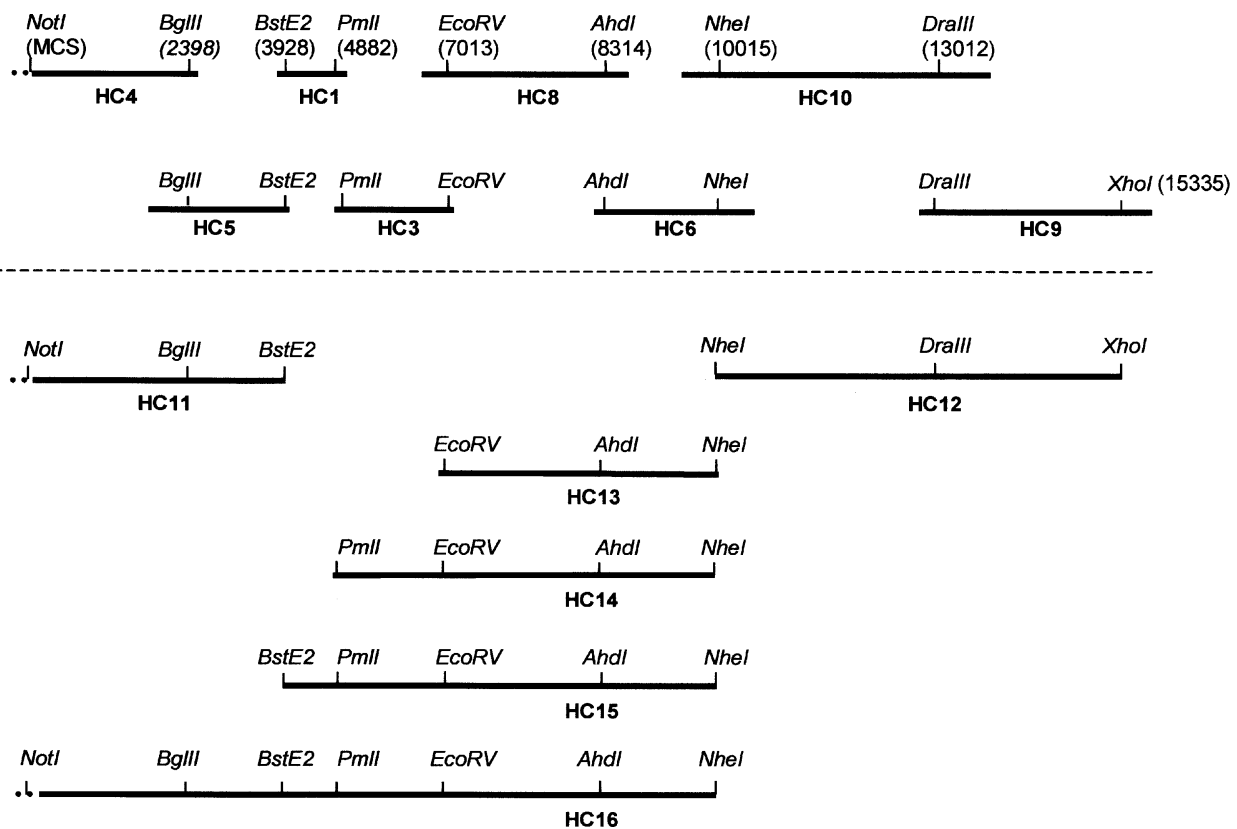 NotI BglII BstE2 PmlI EcoRV AhdI NheI DraIII
(MCS) (2398) (3928) (4882) (7013) (8314) (10015) (13012)
HC4 HC1 HC8 HC10
BglII BstE2 PmlI EcoRV AhdI NheI DraIII XhoI (15335)
HC5 HC3 HC6 HC9
NotI BglII BstE2 NheI DraIII XhoI
HC11 HC12
EcoRV AhdI NheI
HC13
PmlI EcoRV AhdI NheI
HC14
BstE2 PmlI EcoRV AhdI NheI
HC15
NotI BglII BstE2 PmlI EcoRV AhdI NheI
HC16